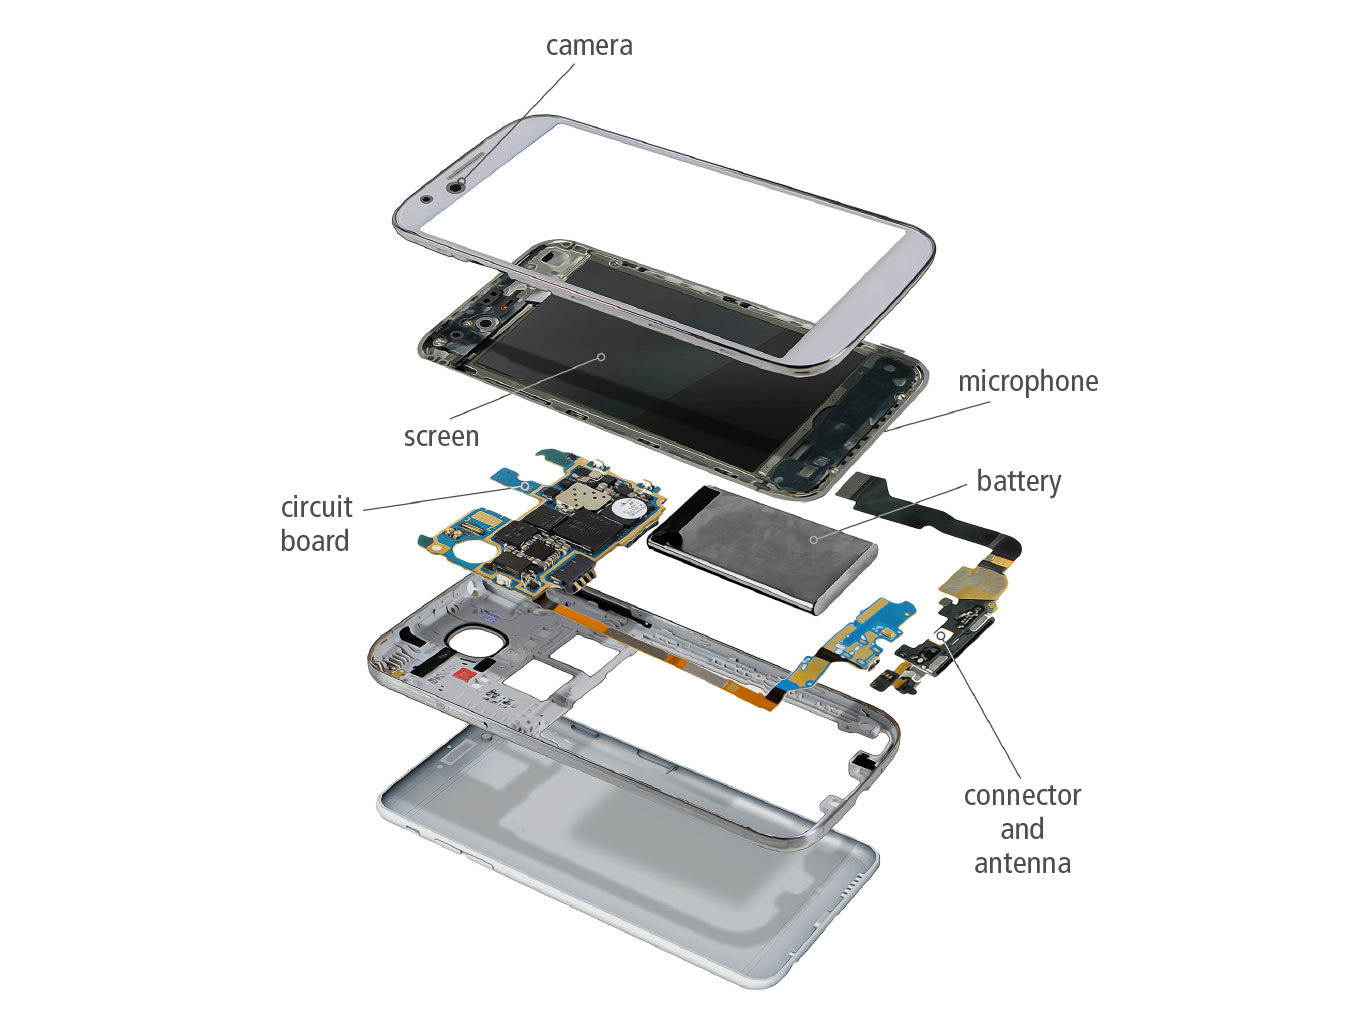 camera
microphone
screen
battery
circuit
board
connector
and
antenna